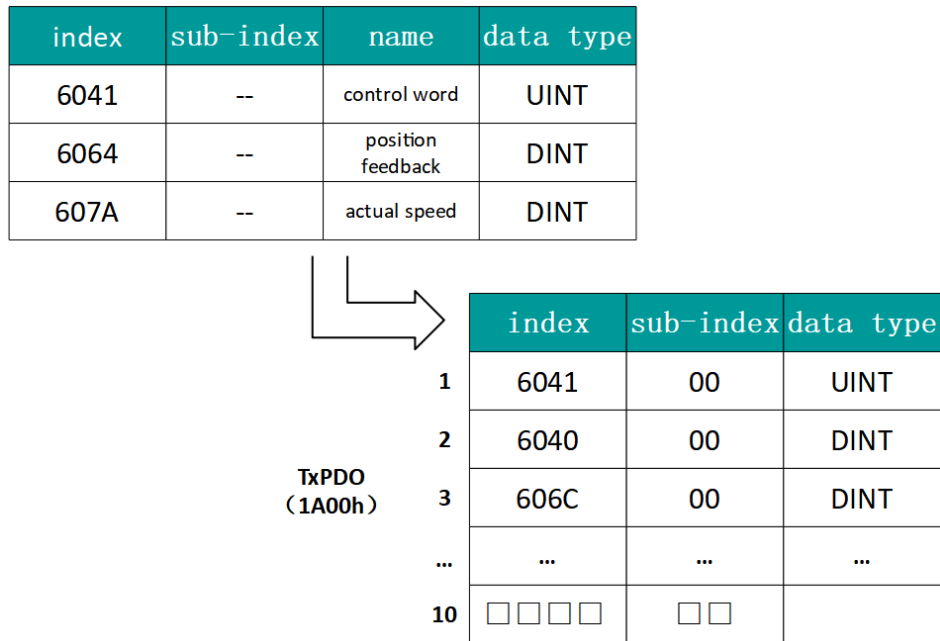 index sub-index name data type
6041 -- control word UINT
6064 -- position feedback DINT
607A -- actual speed DINT
index sub-index data type
1 6041 00 UINT
2 6040 00 DINT
TxPDO
（1A00h）
3 606C 00 DINT
... ... ... ...
10 □□□□ □□